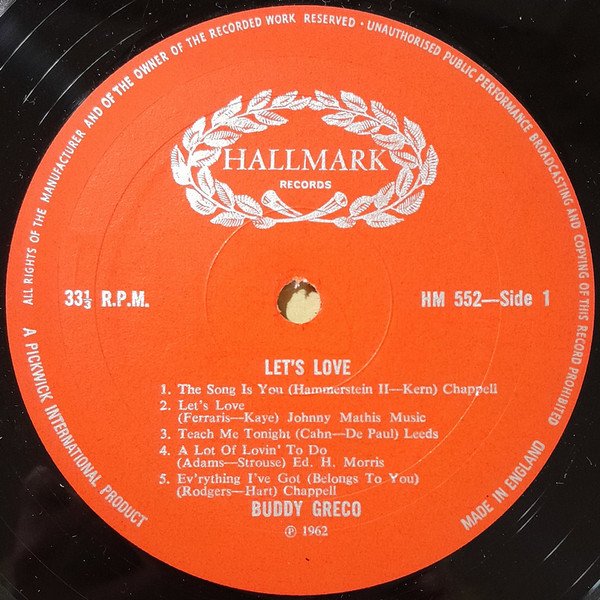 ALL RIGHTS OF THE MANUFACTURER AND OF THE OWNER OF THE RECORDED WORK RESERVED · UNAUTHORISED PUBLIC PERFORMANCE BROADCASTING AND COPYING OF THIS RECORD PROHIBITED
HALLMARK
RECORDS
33⅓ R.P.M.
HM 552—Side 1
LET'S LOVE
1. The Song Is You (Hammerstein II—Kern) Chappell
2. Let's Love
(Ferraris—Kaye) Johnny Mathis Music
3. Teach Me Tonight (Cahn—De Paul) Leeds
4. A Lot Of Lovin' To Do
(Adams—Strouse) Ed. H. Morris
5. Ev'rything I've Got (Belongs To You)
(Rodgers—Hart) Chappell
BUDDY GRECO
℗ 1962
A PICKWICK INTERNATIONAL PRODUCT
MADE IN ENGLAND